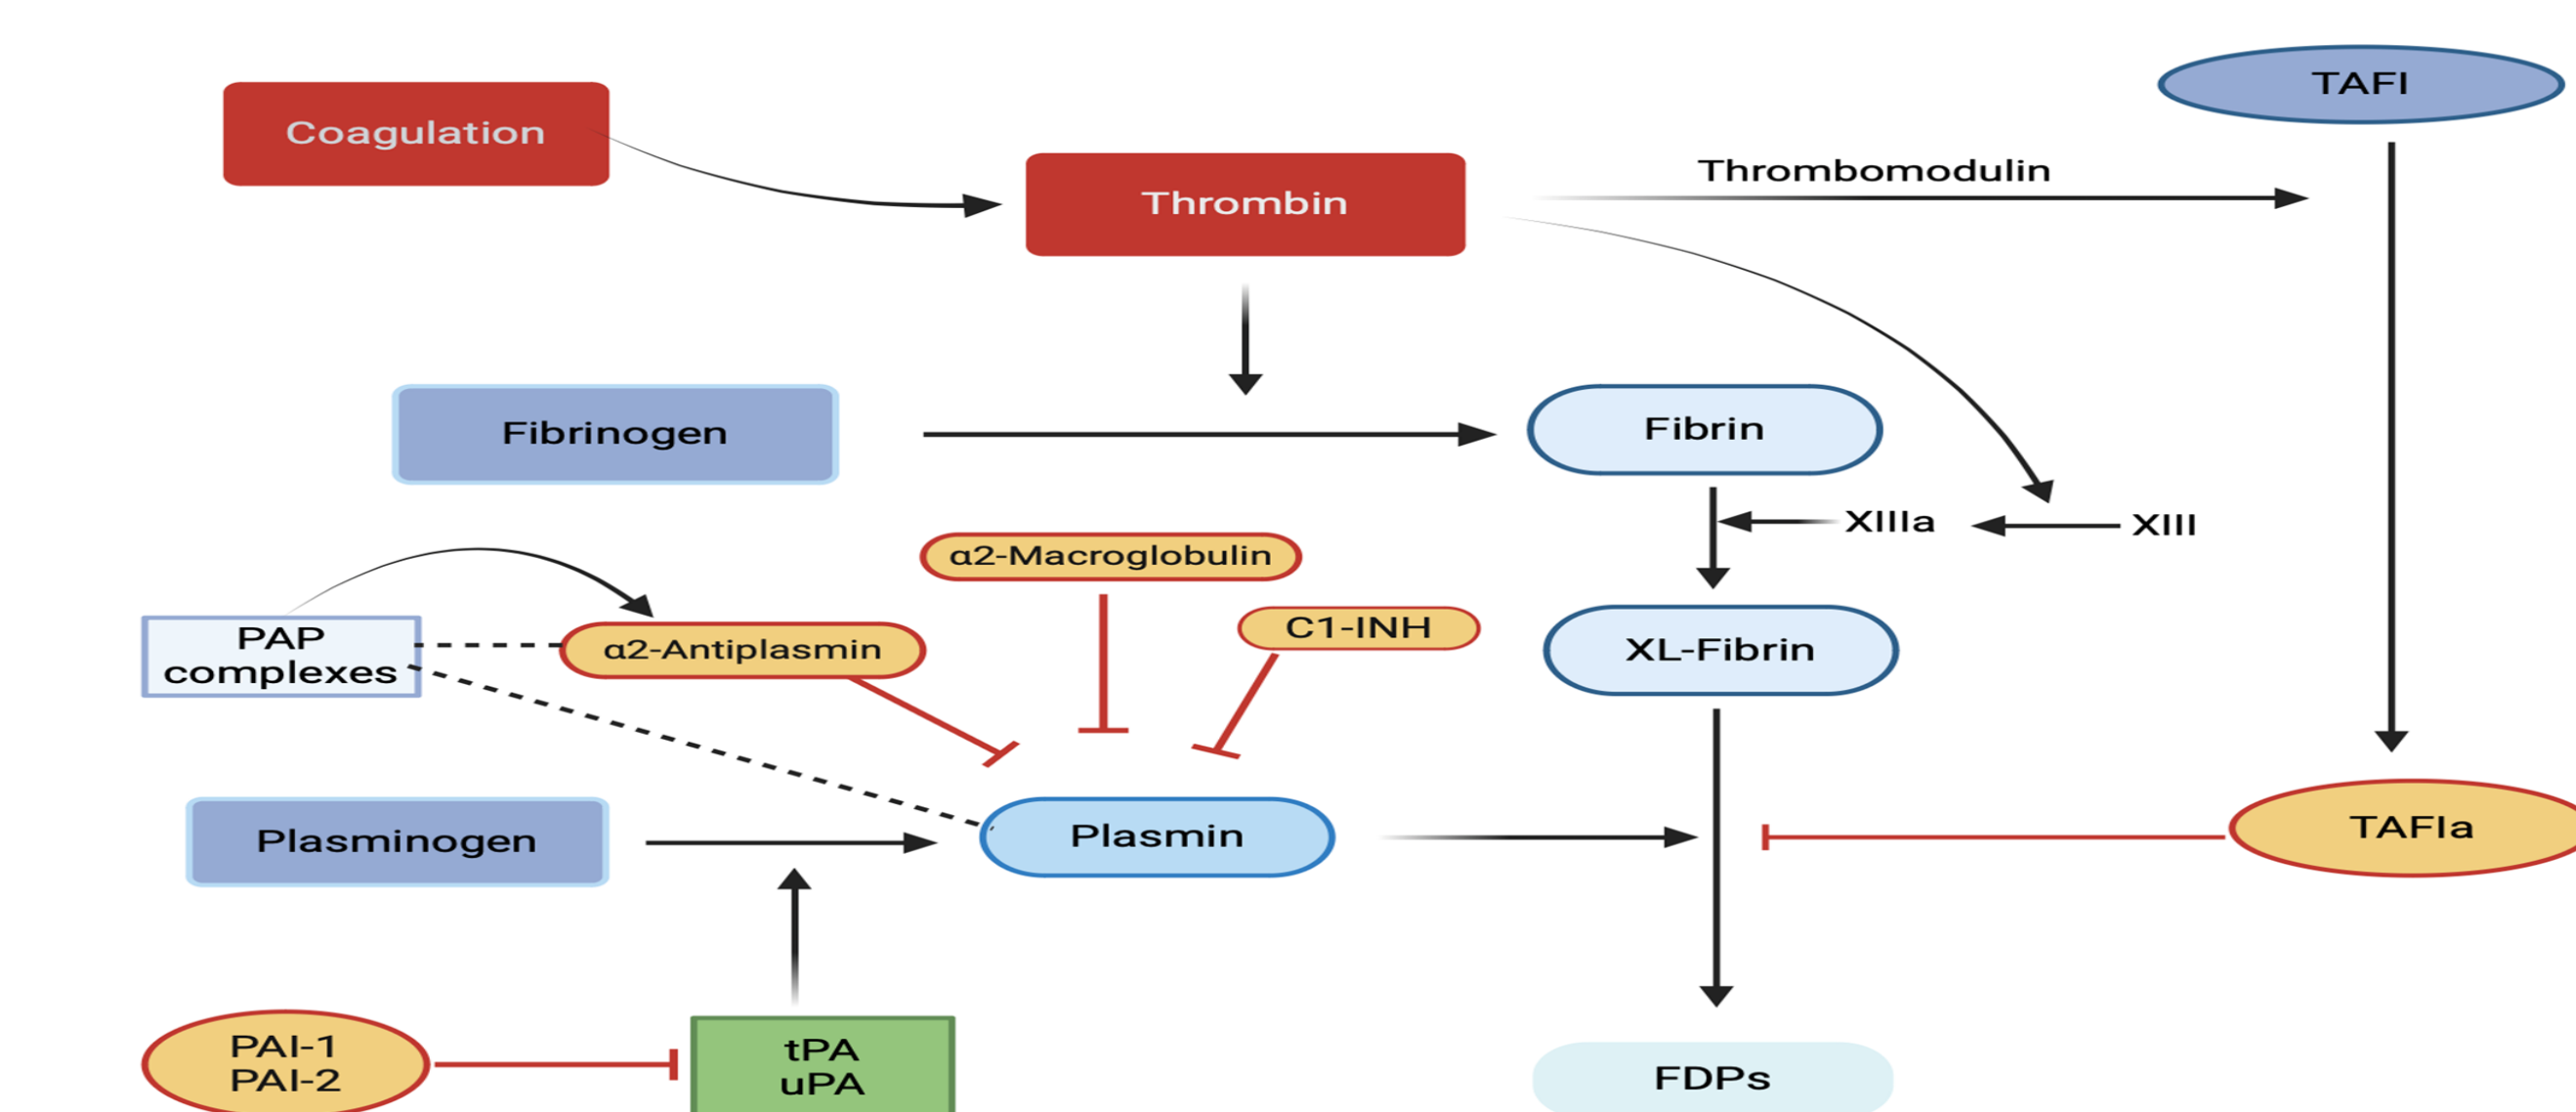 TAFI
Coagulation
Thrombomodulin
Thrombin
Fibrinogen
Fibrin
XIIIa
XIII
α2-Macroglobulin
C1-INH
PAP
complexes
α2-Antiplasmin
XL-Fibrin
Plasminogen
Plasmin
TAFIa
PAI-1
PAI-2
tPA
uPA
FDPs